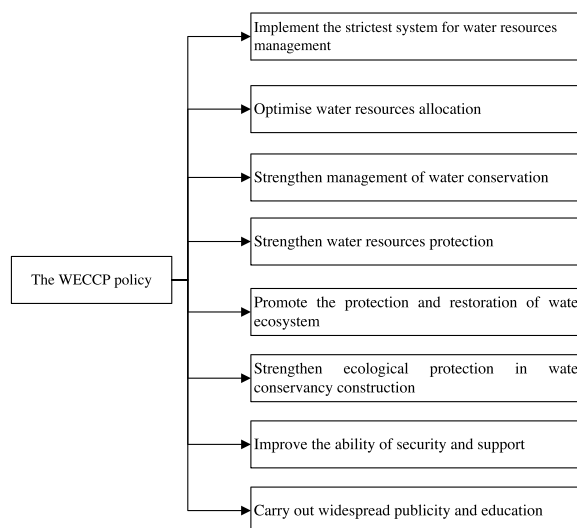 Implement the strictest system for water resources
management
Optimise water resources allocation
Strengthen management of water conservation
Strengthen water resources protection
The WECCP policy
Promote the protection and restoration of wate
ecosystem
Strengthen ecological protection in wate
conservancy construction
Improve the ability of security and support
Carry out widespread publicity and education